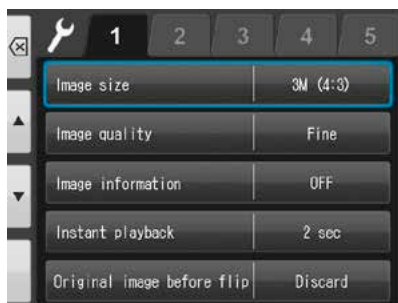 1 2 3 4 5
Image size 3M (4:3)
Image quality Fine
Image information OFF
Instant playback 2 sec
Original image before flip Discard